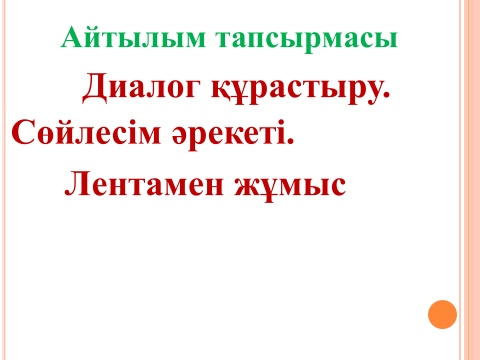 Айтылым тапсырмасы
Диалог құрастыру.
Сөйлесім әрекеті.
Лентамен жұмыс